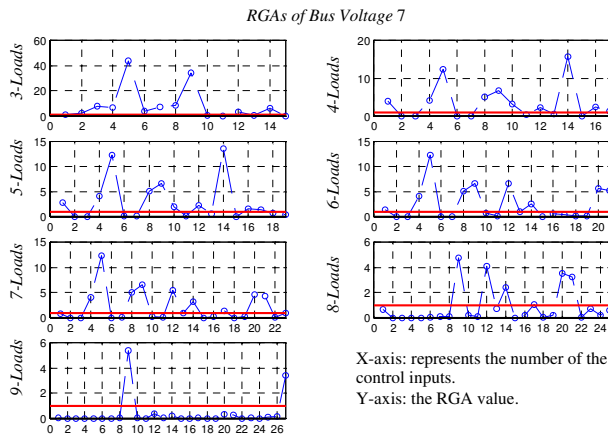 RGAs of Bus Voltage 7
3-Loads
60
40
20
0
0 2 4 6 8 10 12 14
4-Loads
20
10
0
0 2 4 6 8 10 12 14 16
5-Loads
15
10
5
0
0 2 4 6 8 10 12 14 16 18
6-Loads
15
10
5
0
0 2 4 6 8 10 12 14 16 18 20
7-Loads
15
10
5
0
0 2 4 6 8 10 12 14 16 18 20 22
8-Loads
6
4
2
0
0 2 4 6 8 10 12 14 16 18 20 22 24
9-Loads
6
4
2
0
0 2 4 6 8 10 12 14 16 18 20 22 24 26
X-axis: represents the number of the
control inputs.
Y-axis: the RGA value.